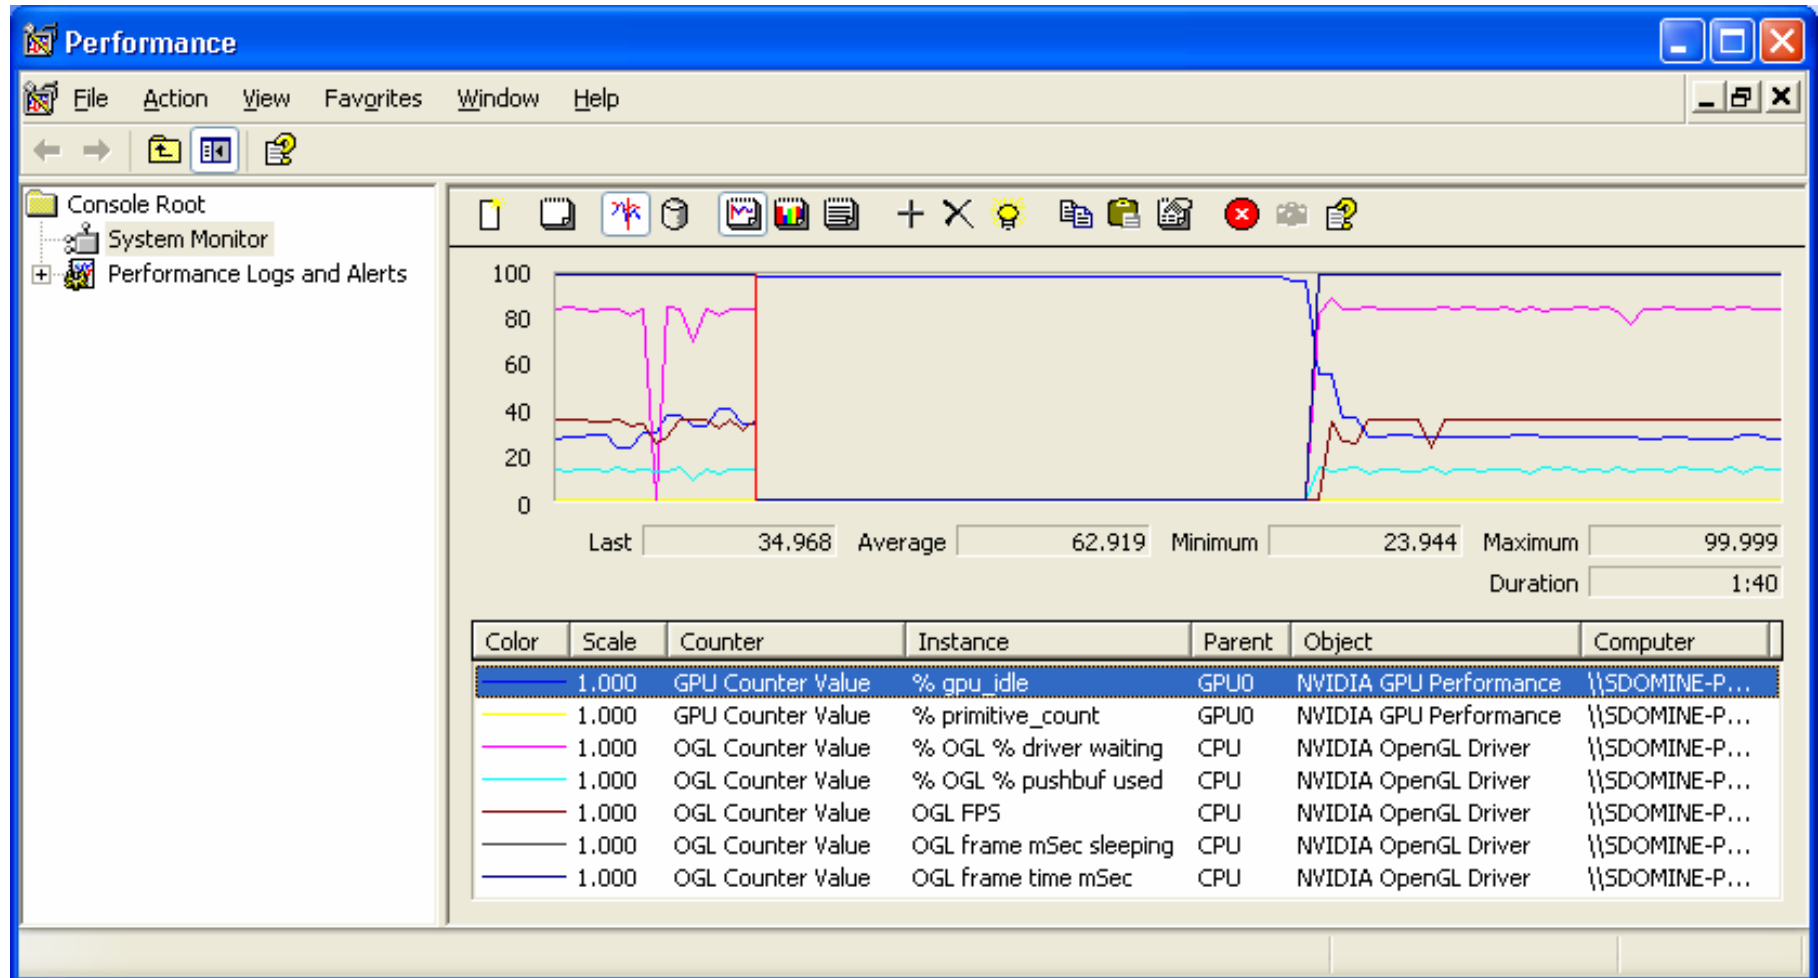 Performance
File Action View Favorites Window Help
Console Root
System Monitor
Performance Logs and Alerts
100
80
60
40
20
0
Last 34.968 Average 62.919 Minimum 23.944 Maximum 99.999
Duration 1:40
Color Scale Counter Instance Parent Object Computer
1.000 GPU Counter Value % gpu_idle GPU0 NVIDIA GPU Performance \\SDOMINE-P...
1.000 GPU Counter Value % primitive_count GPU0 NVIDIA GPU Performance \\SDOMINE-P...
1.000 OGL Counter Value % OGL % driver waiting CPU NVIDIA OpenGL Driver \\SDOMINE-P...
1.000 OGL Counter Value % OGL % pushbuf used CPU NVIDIA OpenGL Driver \\SDOMINE-P...
1.000 OGL Counter Value OGL FPS CPU NVIDIA OpenGL Driver \\SDOMINE-P...
1.000 OGL Counter Value OGL frame mSec sleeping CPU NVIDIA OpenGL Driver \\SDOMINE-P...
1.000 OGL Counter Value OGL frame time mSec CPU NVIDIA OpenGL Driver \\SDOMINE-P...